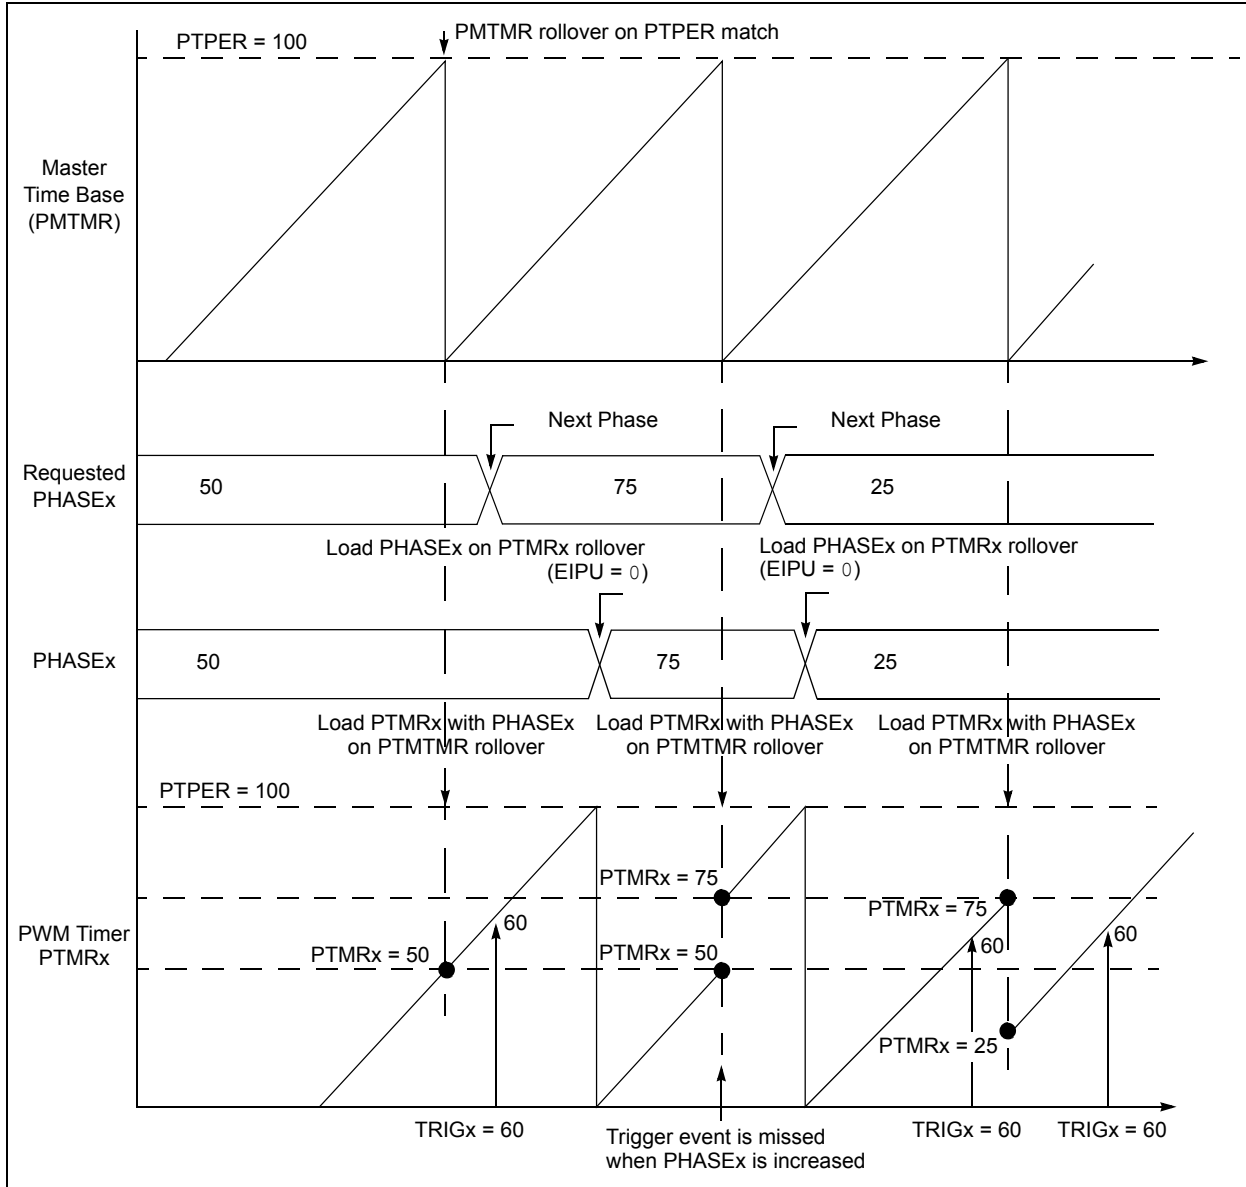 PMTMR rollover on PTPER match
PTPER = 100
Master
Time Base
(PMTMR)
Next Phase
Next Phase
Requested
PHASEx
50
75
25
Load PHASEx on PTMRx rollover
(EIPU = 0)
Load PHASEx on PTMRx rollover
(EIPU = 0)
PHASEx
50
75
25
Load PTMRx with PHASEx
on PTMTMR rollover
Load PTMRx with PHASEx
on PTMTMR rollover
Load PTMRx with PHASEx
on PTMTMR rollover
PTPER = 100
PWM Timer
PTMRx
PTMRx = 50
60
PTMRx = 75
PTMRx = 50
PTMRx = 75
60
60
PTMRx = 25
TRIGx = 60
Trigger event is missed
when PHASEx is increased
TRIGx = 60
TRIGx = 60